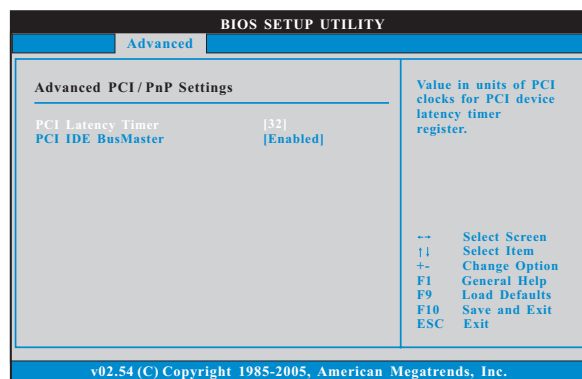 BIOS SETUP UTILITY
Advanced
Advanced PCI / PnP Settings
PCI Latency Timer [32]
PCI IDE BusMaster [Enabled]
Value in units of PCI
clocks for PCI device
latency timer
register.
←→ Select Screen
↑↓ Select Item
+- Change Option
F1 General Help
F9 Load Defaults
F10 Save and Exit
ESC Exit
v02.54 (C) Copyright 1985-2005, American Megatrends, Inc.